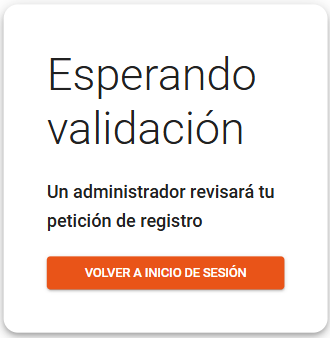 Esperando
validación
Un administrador revisará tu
petición de registro
VOLVER A INICIO DE SESIÓN